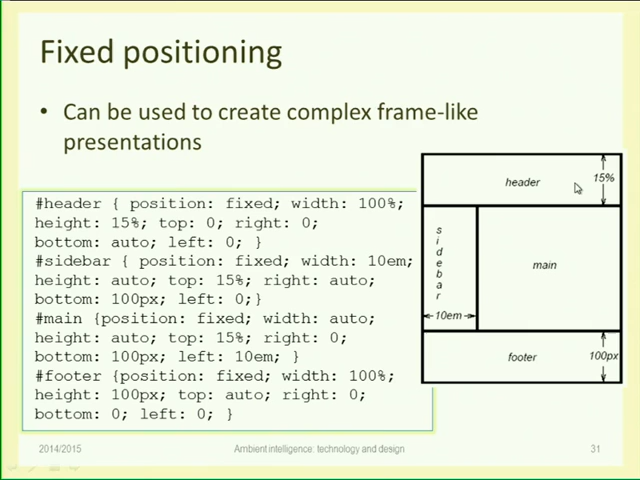 Fixed positioning
• Can be used to create complex frame-like
presentations
#header { position: fixed; width: 100%;
height: 15%; top: 0; right: 0;
bottom: auto; left: 0; }
#sidebar { position: fixed; width: 10em;
height: auto; top: 15%; right: auto;
bottom: 100px; left: 0;}
#main {position: fixed; width: auto;
height: auto; top: 15%; right: 0;
bottom: 100px; left: 10em; }
#footer {position: fixed; width: 100%;
height: 100px; top: auto; right: 0;
bottom: 0; left: 0; }
header
15%
sidebar
main
10em
footer
100px
2014/2015
Ambient intelligence: technology and design
31